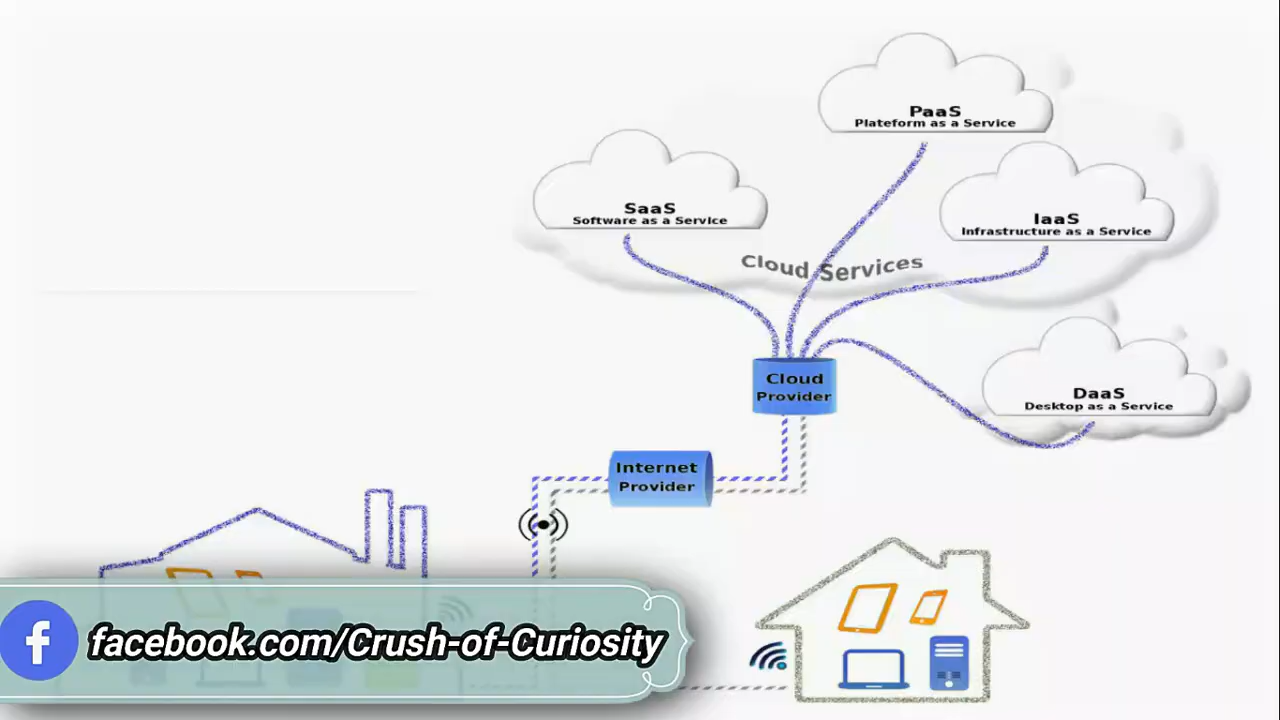 PaaS
Plateform as a Service
SaaS
Software as a Service
IaaS
Infrastructure as a Service
Cloud Services
Cloud
Provider
DaaS
Desktop as a Service
Internet
Provider
f
facebook.com/Crush-of-Curiosity